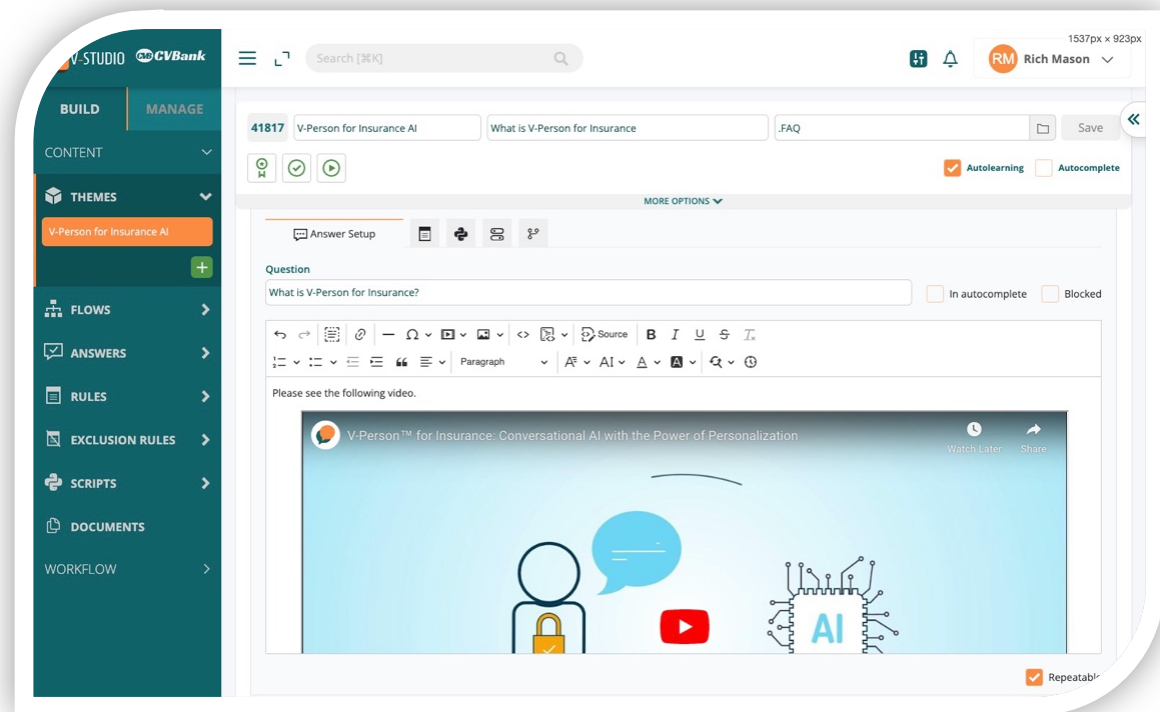 1537px × 923px
V-STUDIO CVBank
Search [⌘K]
RM Rich Mason
BUILD MANAGE
CONTENT
THEMES
V-Person for Insurance AI
FLOWS
ANSWERS
RULES
EXCLUSION RULES
SCRIPTS
DOCUMENTS
WORKFLOW
41817 V-Person for Insurance AI What is V-Person for Insurance .FAQ Save
Autolearning Autocomplete
MORE OPTIONS
Answer Setup
Question
What is V-Person for Insurance? In autocomplete Blocked
Source B I U S Tx
Paragraph
Please see the following video.
V-Person™ for Insurance: Conversational AI with the Power of Personalization
Watch Later Share
AI
Repeatable